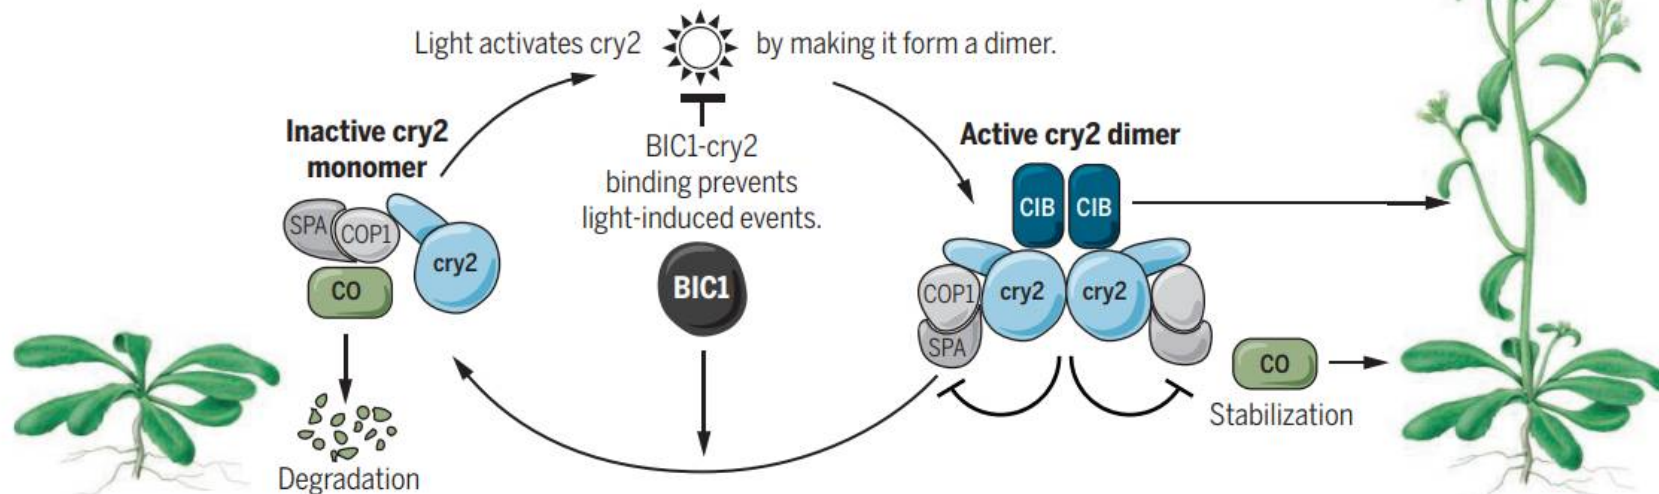 Light activates cry2
by making it form a dimer.
Inactive cry2
monomer
BIC1-cry2
binding prevents
light-induced events.
Active cry2 dimer
SPA
COP1
cry2
CO
BIC1
CIB
CIB
COP1
cry2
cry2
SPA
CO
Stabilization
Degradation